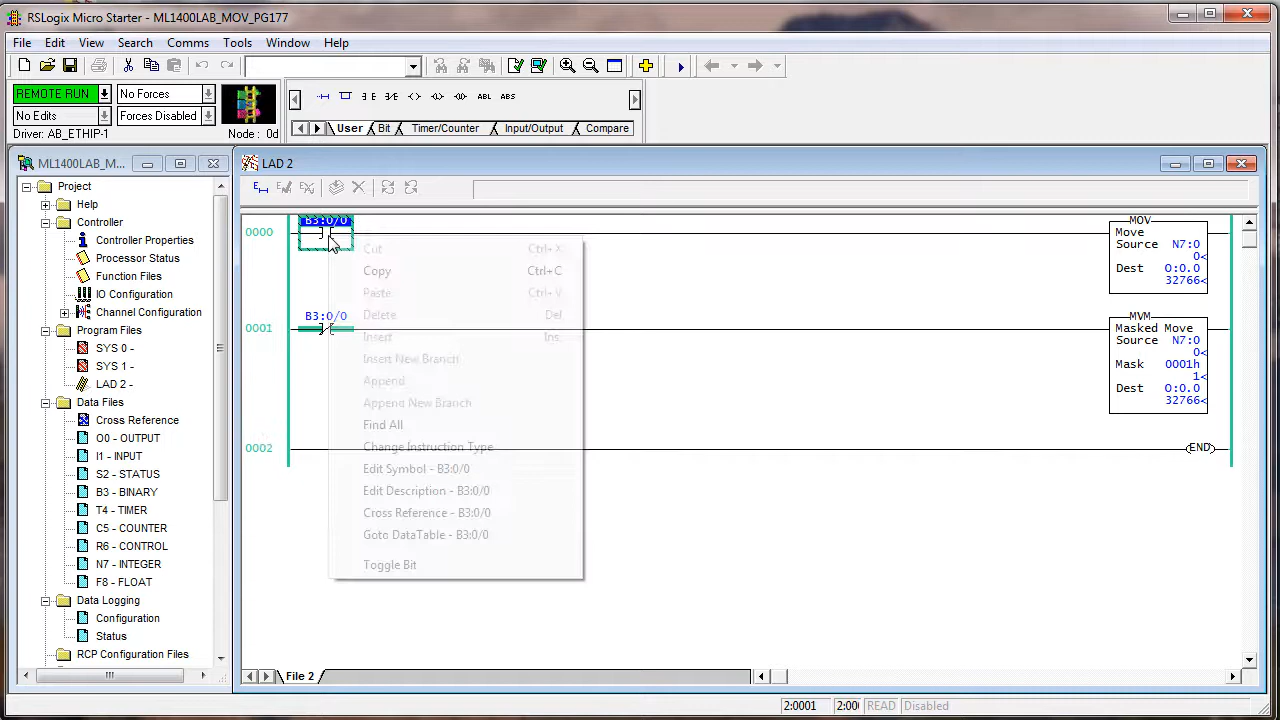 RSLogix Micro Starter - ML1400LAB_MOV_PG177
File Edit View Search Comms Tools Window Help
REMOTE RUN No Forces
No Edits Forces Disabled
Driver: AB_ETHIP-1 Node : 0d
ABL ABS
User Bit Timer/Counter Input/Output Compare
ML1400LAB_M...
Project
Help
Controller
Controller Properties
Processor Status
Function Files
IO Configuration
Channel Configuration
Program Files
SYS 0 -
SYS 1 -
LAD 2 -
Data Files
Cross Reference
O0 - OUTPUT
I1 - INPUT
S2 - STATUS
B3 - BINARY
T4 - TIMER
C5 - COUNTER
R6 - CONTROL
N7 - INTEGER
F8 - FLOAT
Data Logging
Configuration
Status
RCP Configuration Files
LAD 2
B3:0/0
0000
MOV
Move
Source N7:0
0<
Dest O:0.0
32766<
B3:0/0
0001
MVM
Masked Move
Source N7:0
0<
Mask 0001h
1<
Dest O:0.0
32766<
0002
END
Cut Ctrl+X
Copy Ctrl+C
Paste Ctrl+V
Delete Del
Insert Ins
Insert New Branch
Append
Append New Branch
Find All
Change Instruction Type
Edit Symbol - B3:0/0
Edit Description - B3:0/0
Cross Reference - B3:0/0
Goto DataTable - B3:0/0
Toggle Bit
File 2
2:0001 2:00 READ Disabled